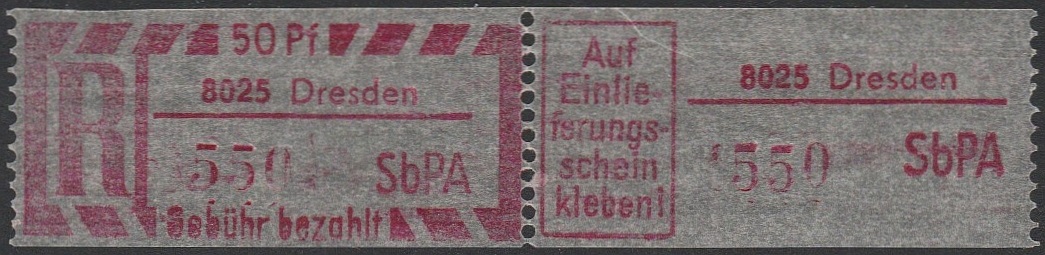 50 Pf
R
8025 Dresden
550
SbPA
Gebühr bezahlt
Auf
Einlie-
ferungs-
schein
kleben!
8025 Dresden
550
SbPA